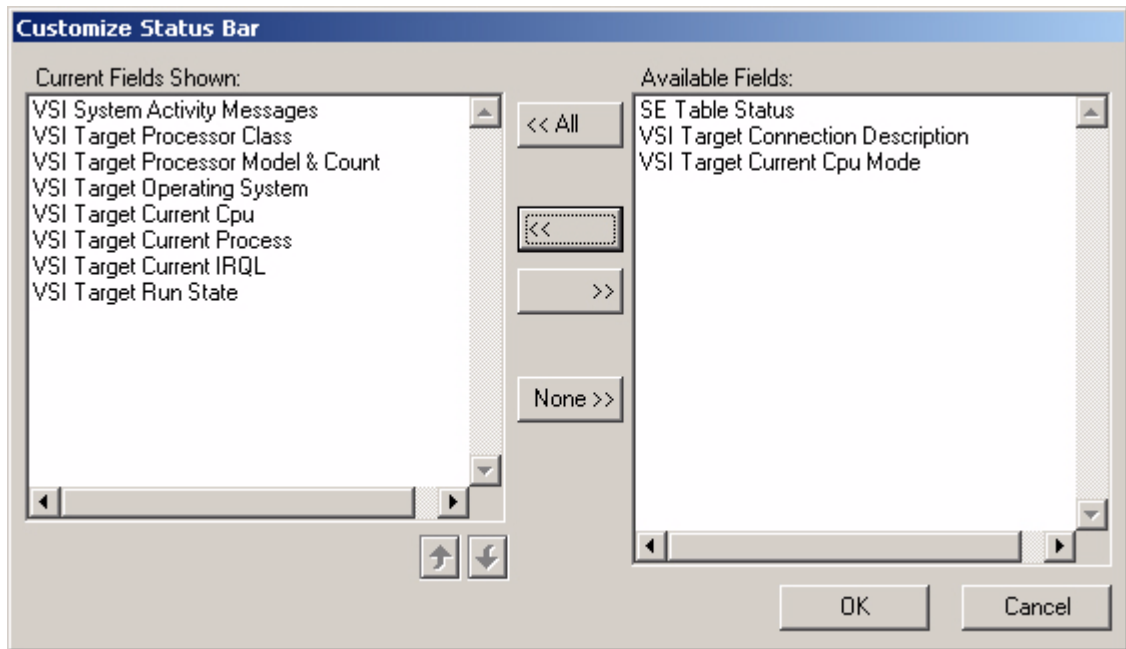 Customize Status Bar
Current Fields Shown:
VSI System Activity Messages
VSI Target Processor Class
VSI Target Processor Model & Count
VSI Target Operating System
VSI Target Current Cpu
VSI Target Current Process
VSI Target Current IRQL
VSI Target Run State
<< All
<<
>>
None >>
Available Fields:
SE Table Status
VSI Target Connection Description
VSI Target Current Cpu Mode
OK
Cancel